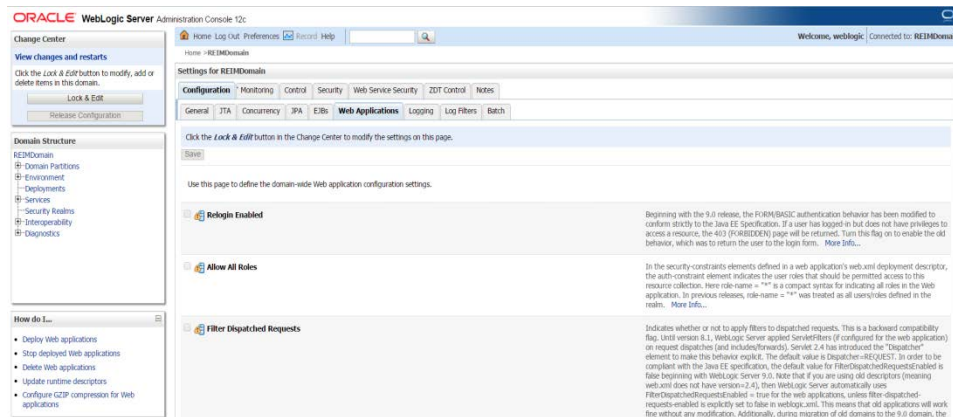 ORACLE WebLogic Server Administration Console 12c
Change Center
View changes and restarts
Click the Lock & Edit button to modify, add or
delete items in this domain.
Lock & Edit
Release Configuration
Domain Structure
REIMDomain
Domain Partitions
Environment
Deployments
Services
Security Realms
Interoperability
Diagnostics
How do I...
Deploy Web applications
Stop deployed Web applications
Delete Web applications
Update runtime descriptors
Configure GZIP compression for Web
applications
Home Log Out Preferences Record Help
Welcome, weblogic Connected to: REIMDoma
Home >REIMDomain
Settings for REIMDomain
Configuration Monitoring Control Security Web Service Security ZDT Control Notes
General JTA Concurrency JPA EJBs Web Applications Logging Log Filters Batch
Click the Lock & Edit button in the Change Center to modify the settings on this page.
Save
Use this page to define the domain-wide Web application configuration settings.
Relogin Enabled
Beginning with the 9.0 release, the FORM/BASIC authentication behavior has been modified to
conform strictly to the Java EE Specification. If a user has logged-in but does not have privileges to
access a resource, the 403 (FORBIDDEN) page will be returned. Turn this flag on to enable the old
behavior, which was to return the user to the login form. More Info...
Allow All Roles
In the security-constraints elements defined in a web application's web.xml deployment descriptor,
the auth-constraint element indicates the user roles that should be permitted access to this
resource collection. Here role-name = "*" is a compact syntax for indicating all roles in the Web
application. In previous releases, role-name = "*" was treated as all users/roles defined in the
realm. More Info...
Filter Dispatched Requests
Indicates whether or not to apply filters to dispatched requests. This is a backward compatibility
flag. Until version 8.1, WebLogic Server applied ServletFilters (if configured for the web application)
on request dispatches (and includes/forwards). Servlet 2.4 has introduced the "Dispatcher"
element to make this behavior explicit. The default value is Dispatcher=REQUEST. In order to be
compliant with the Java EE specification, the default value for FilterDispatchedRequestsEnabled is
false beginning with WebLogic Server 9.0. Note that if you are using old descriptors (meaning
web.xml does not have version=2.4), then WebLogic Server automatically uses
FilterDispatchedRequestsEnabled = true for the web applications, unless filter-dispatched-
requests-enabled is explicitly set to false in weblogic.xml. This means that old applications will work
fine without any modification. Additionally, during migration of old domains to the 9.0 domain, the